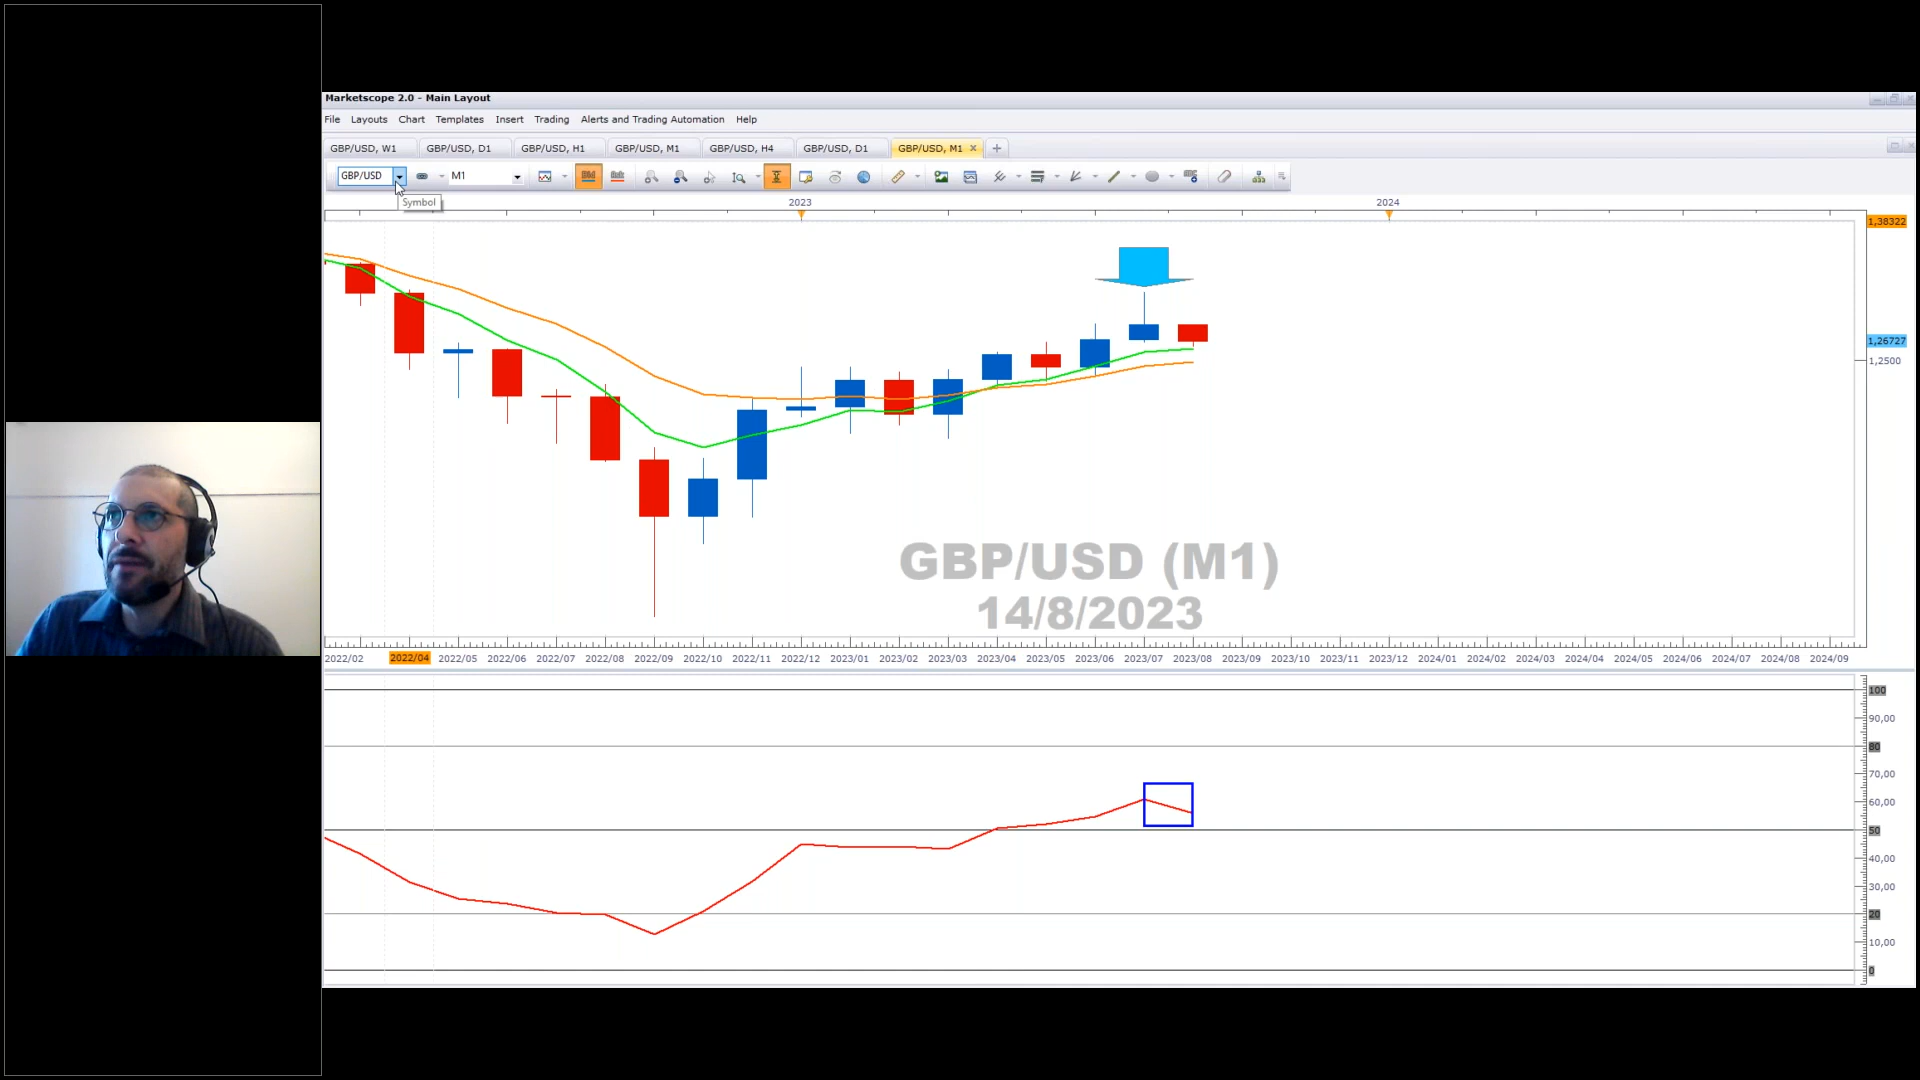 Marketscope 2.0 - Main Layout
File Layouts Chart Templates Insert Trading Alerts and Trading Automation Help
GBP/USD, W1 GBP/USD, D1 GBP/USD, H1 GBP/USD, M1 GBP/USD, H4 GBP/USD, D1 GBP/USD, M1
GBP/USD M1
Symbol
2023 2024
1,38322
1,26727
1,2500
GBP/USD (M1)
14/8/2023
2022/02 2022/04 2022/05 2022/06 2022/07 2022/08 2022/09 2022/10 2022/11 2022/12 2023/01 2023/02 2023/03 2023/04 2023/05 2023/06 2023/07 2023/08 2023/09 2023/10 2023/11 2023/12 2024/01 2024/02 2024/03 2024/04 2024/05 2024/06 2024/07 2024/08 2024/09
100
90,00
80
70,00
60,00
50
40,00
30,00
20
10,00
0